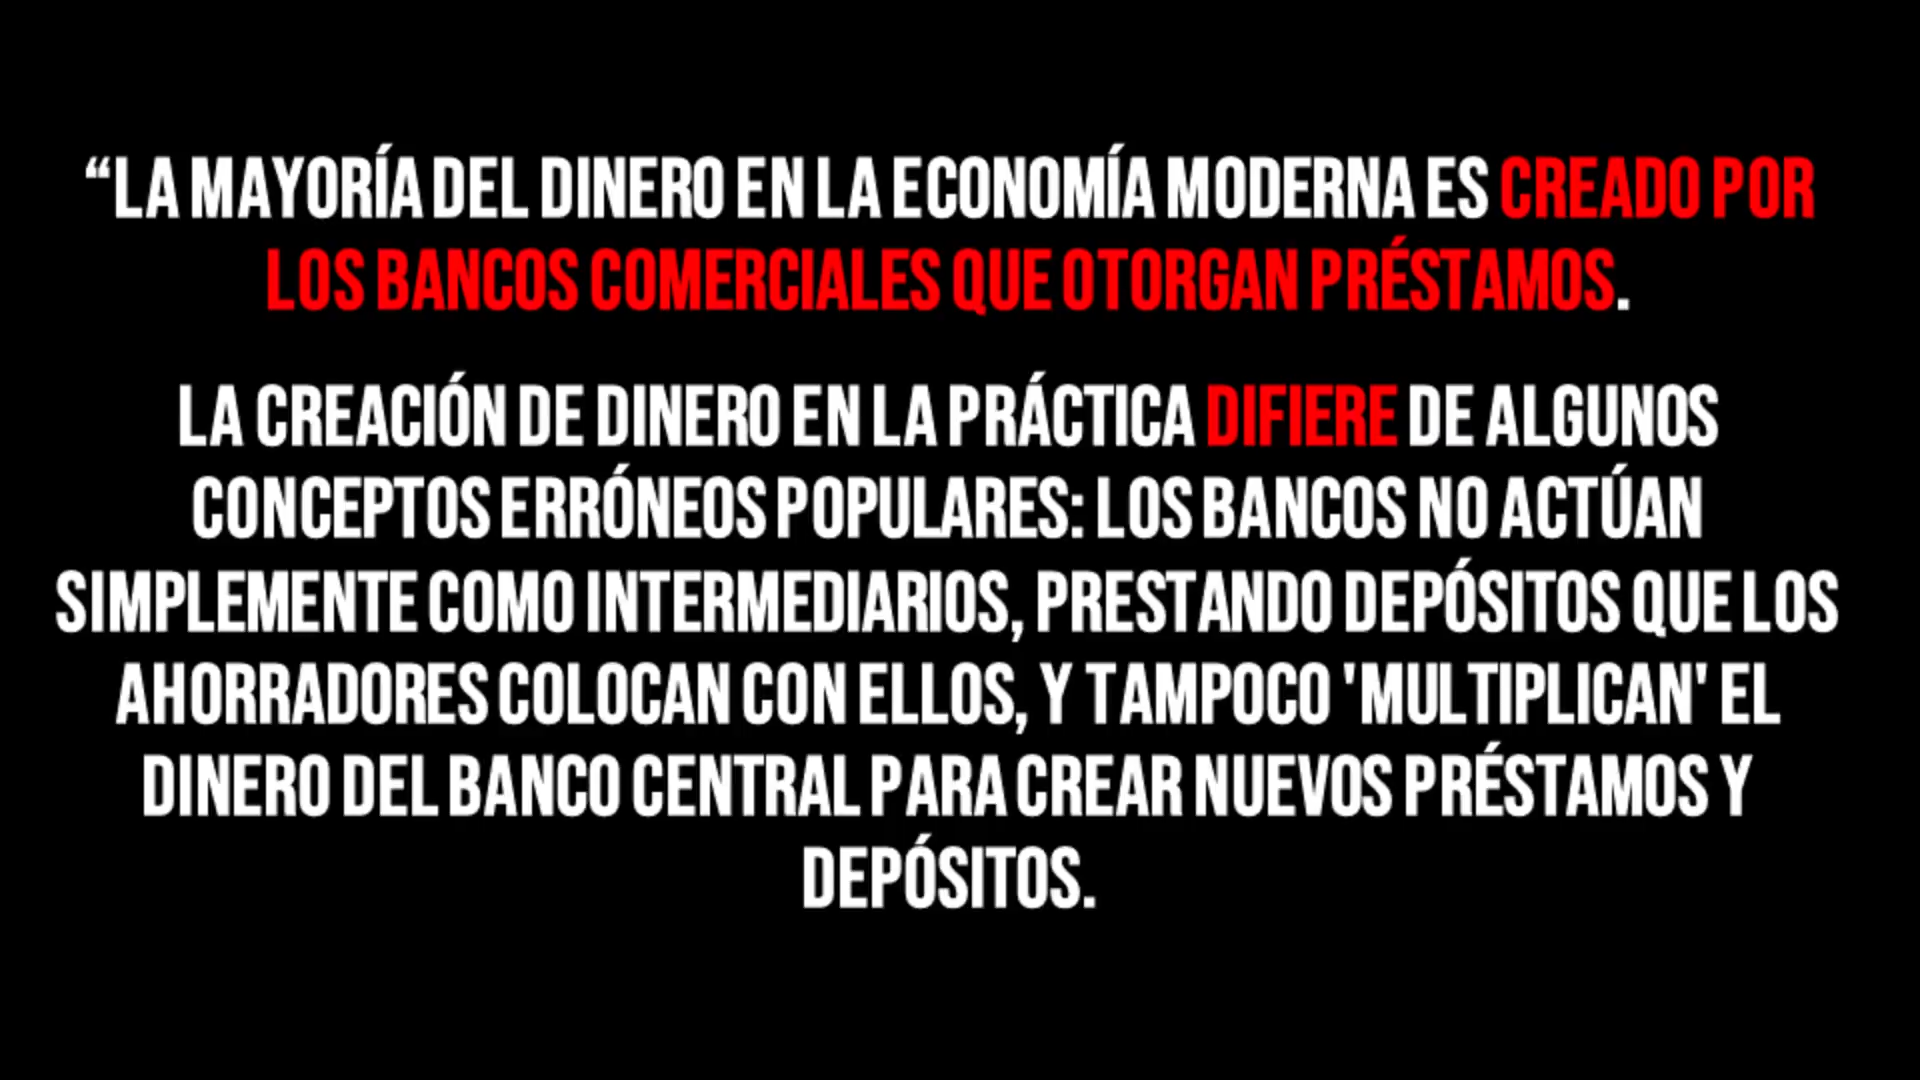 “LA MAYORÍA DEL DINERO EN LA ECONOMÍA MODERNA ES CREADO POR
LOS BANCOS COMERCIALES QUE OTORGAN PRÉSTAMOS.
LA CREACIÓN DE DINERO EN LA PRÁCTICA DIFIERE DE ALGUNOS
CONCEPTOS ERRÓNEOS POPULARES: LOS BANCOS NO ACTÚAN
SIMPLEMENTE COMO INTERMEDIARIOS, PRESTANDO DEPÓSITOS QUE LOS
AHORRADORES COLOCAN CON ELLOS, Y TAMPOCO 'MULTIPLICAN' EL
DINERO DEL BANCO CENTRAL PARA CREAR NUEVOS PRÉSTAMOS Y
DEPÓSITOS.